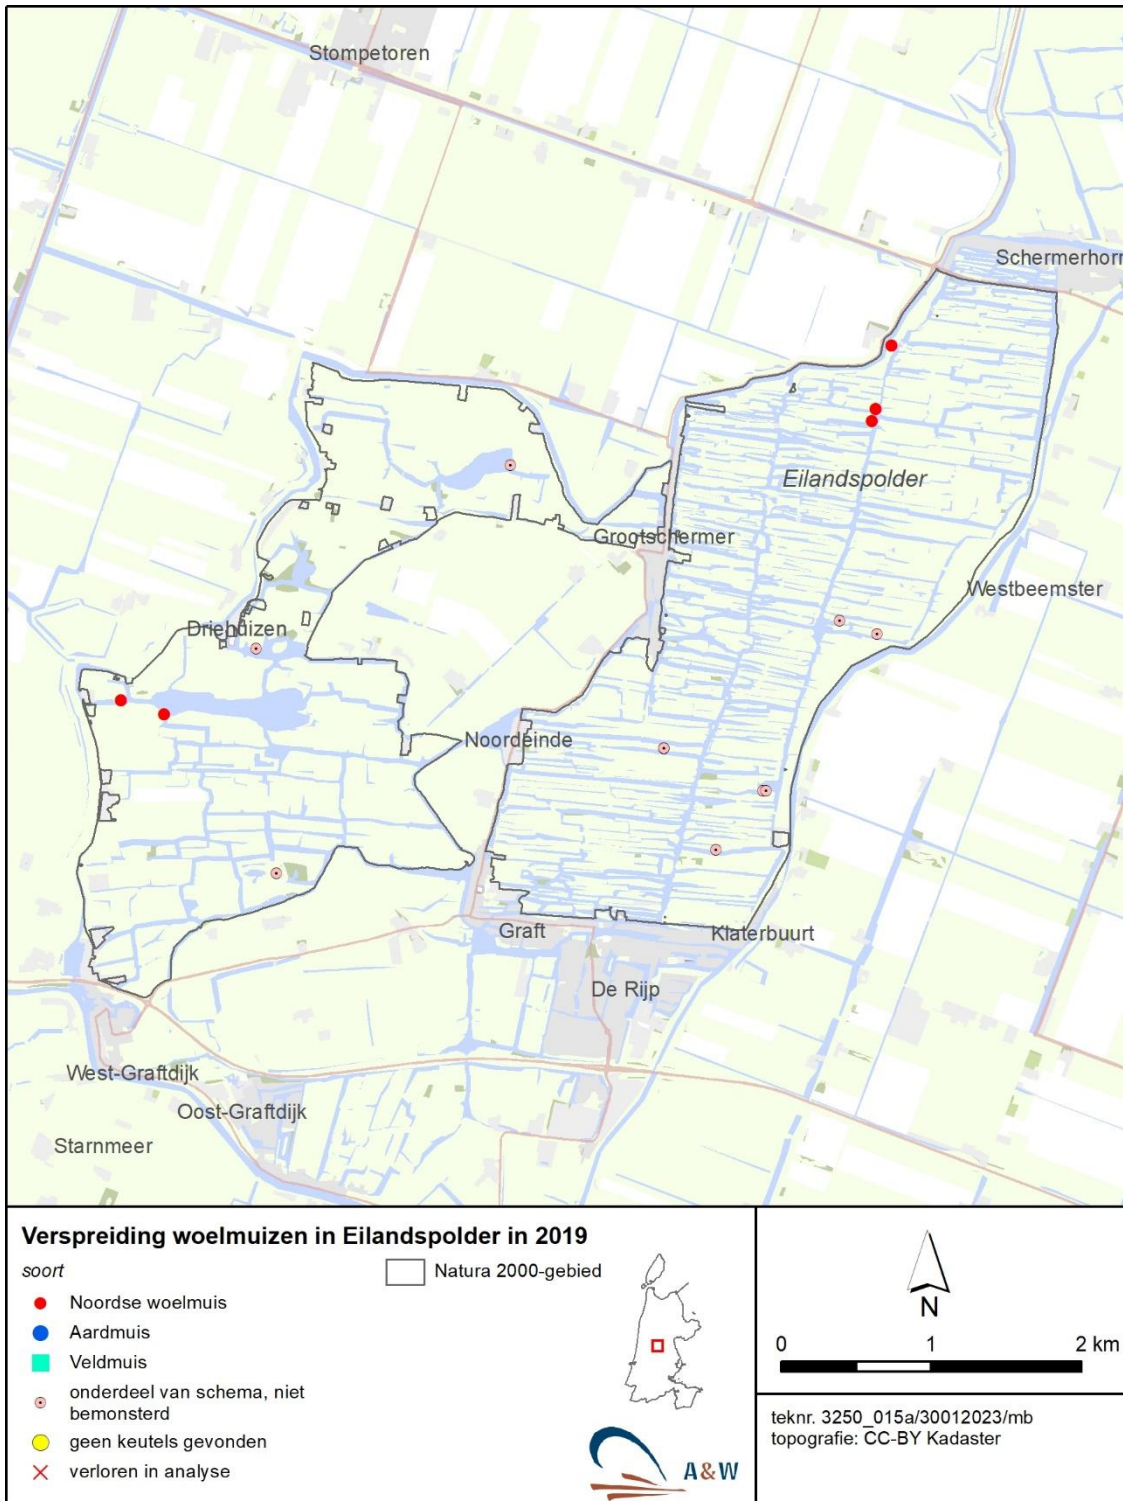 Stompetoren
Schermerhorn
Eilandspolder
Grootschermer
Westbeemster
Driehuizen
Noordeinde
Graft
Klaterbuurt
De Rijp
West-Graftdijk
Oost-Graftdijk
Starnmeer
Verspreiding woelmuizen in Eilandspolder in 2019
soort
Natura 2000-gebied
Noordse woelmuis
Aardmuis
Veldmuis
onderdeel van schema, niet
bemonsterd
geen keutels gevonden
verloren in analyse
A&W
N
0 1 2 km
teknr. 3250_015a/30012023/mb
topografie: CC-BY Kadaster